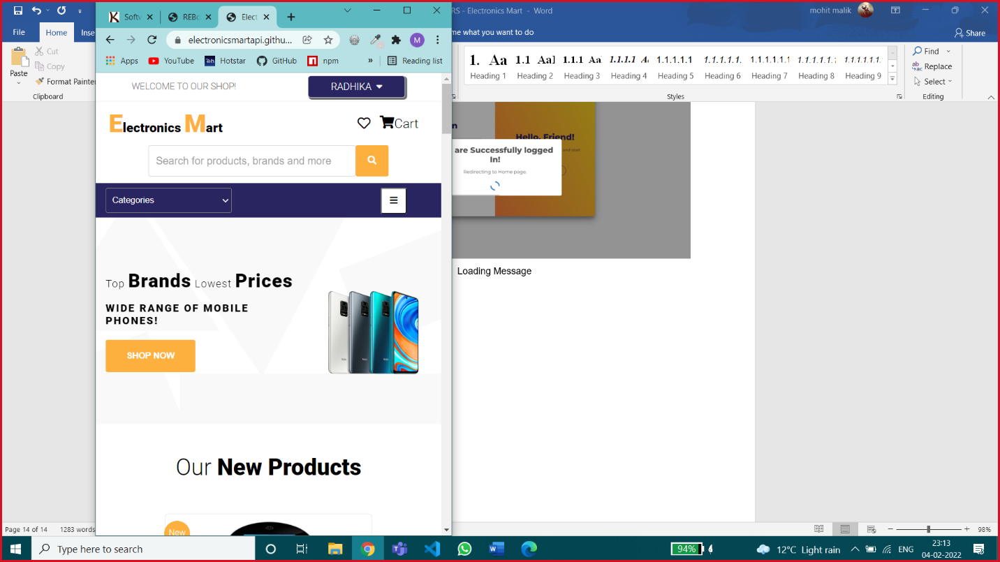 RS - Electronics Mart - Word
mohit malik
File
Home
Inse
me what you want to do
Share
Paste
Cut
Copy
Format Painter
Clipboard
1. Aa
1.1 Aa
1.1.1 Aa
1.1.1.1
1.1.1.1.1
1.1.1.1.1.
1.1.1.1.1.1
1.1.1.1.1.1.
1.1.1.1.1.1.
Heading 1
Heading 2
Heading 3
Heading 4
Heading 5
Heading 6
Heading 7
Heading 8
Heading 9
Styles
Find
Replace
Select
Editing
Softw
REBo
Elect
electronicsmartapi.githu...
M
Apps
YouTube
Hotstar
GitHub
npm
»
Reading list
WELCOME TO OUR SHOP!
RADHIKA
Electronics Mart
Cart
Search for products, brands and more
Categories
Top Brands Lowest Prices
WIDE RANGE OF MOBILE
PHONES!
SHOP NOW
Our New Products
New
Hello, Friend!
are Successfully logged
In!
Redirecting to Home page.
Loading Message
Page 14 of 14
1283 words
98%
Type here to search
94%
12°C Light rain
ENG
23:13
04-02-2022